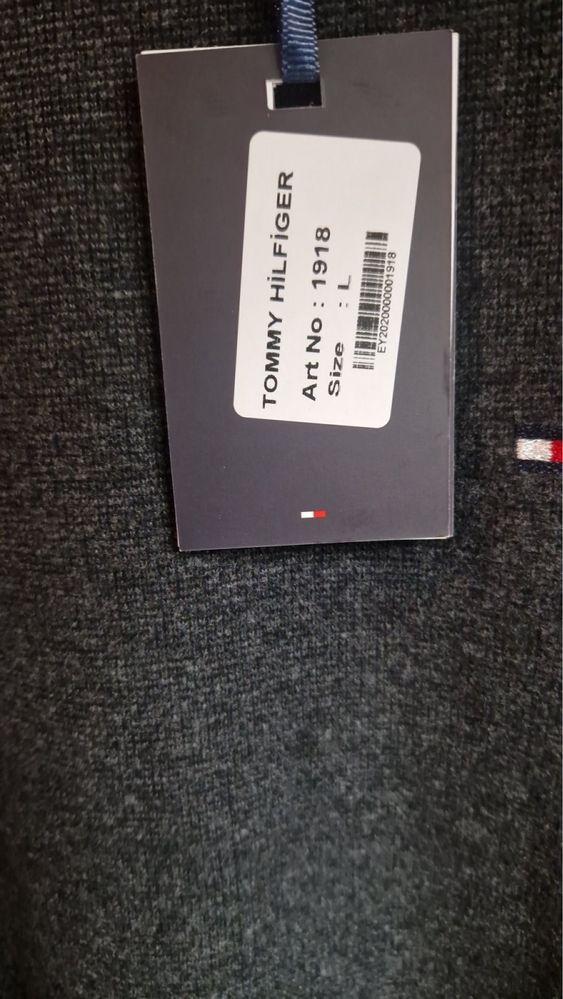 TOMMY HİLFİGER
Art No : 1918
Size : L
EY2020000001918